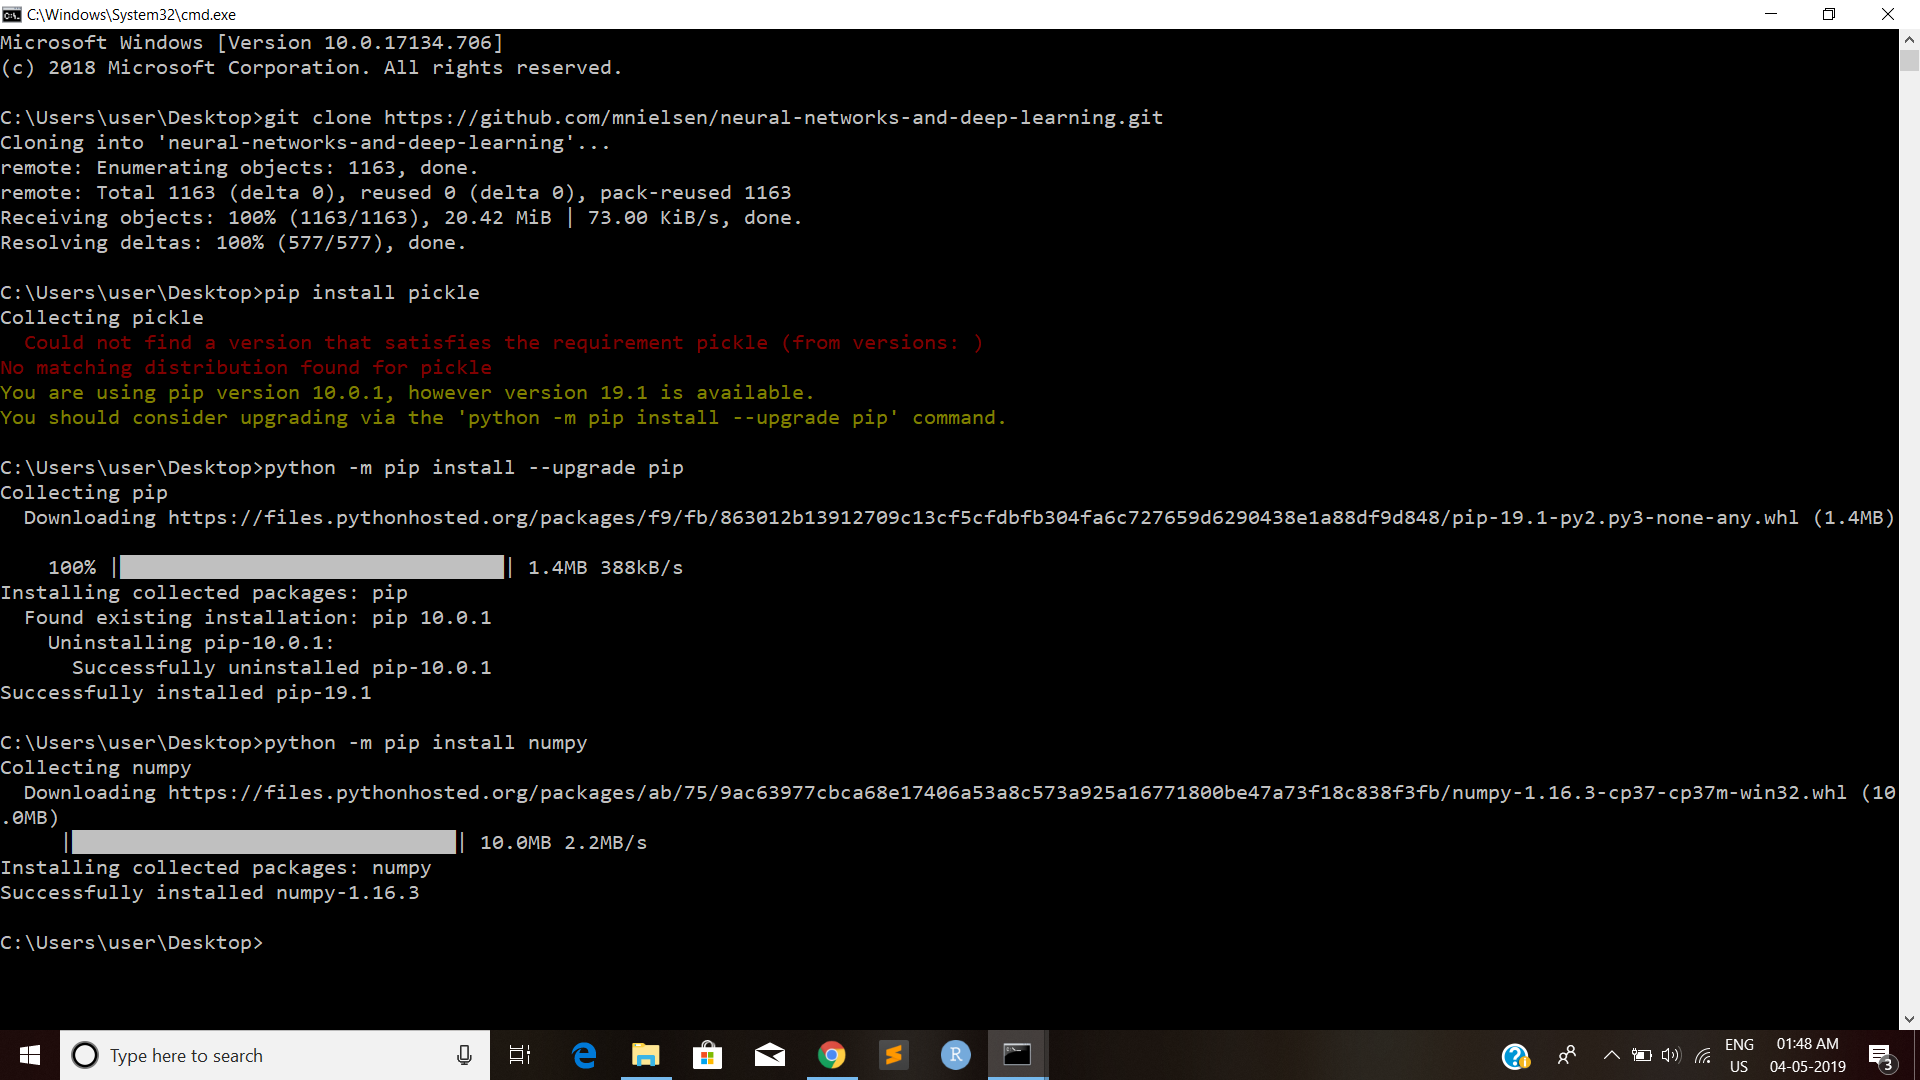 C:\Windows\System32\cmd.exe
Microsoft Windows [Version 10.0.17134.706]
(c) 2018 Microsoft Corporation. All rights reserved.
C:\Users\user\Desktop>git clone https://github.com/mnielsen/neural-networks-and-deep-learning.git
Cloning into 'neural-networks-and-deep-learning'...
remote: Enumerating objects: 1163, done.
remote: Total 1163 (delta 0), reused 0 (delta 0), pack-reused 1163
Receiving objects: 100% (1163/1163), 20.42 MiB | 73.00 KiB/s, done.
Resolving deltas: 100% (577/577), done.
C:\Users\user\Desktop>pip install pickle
Collecting pickle
  Could not find a version that satisfies the requirement pickle (from versions: )
No matching distribution found for pickle
You are using pip version 10.0.1, however version 19.1 is available.
You should consider upgrading via the 'python -m pip install --upgrade pip' command.
C:\Users\user\Desktop>python -m pip install --upgrade pip
Collecting pip
  Downloading https://files.pythonhosted.org/packages/f9/fb/863012b13912709c13cf5cfdbfb304fa6c727659d6290438e1a88df9d848/pip-19.1-py2.py3-none-any.whl (1.4MB)
    100% || 1.4MB 388kB/s
Installing collected packages: pip
  Found existing installation: pip 10.0.1
    Uninstalling pip-10.0.1:
      Successfully uninstalled pip-10.0.1
Successfully installed pip-19.1
C:\Users\user\Desktop>python -m pip install numpy
Collecting numpy
  Downloading https://files.pythonhosted.org/packages/ab/75/9ac63977cbca68e17406a53a8c573a925a16771800be47a73f18c838f3fb/numpy-1.16.3-cp37-cp37m-win32.whl (10
.0MB)
     || 10.0MB 2.2MB/s
Installing collected packages: numpy
Successfully installed numpy-1.16.3
C:\Users\user\Desktop>
Type here to search
R
ENG
US
01:48 AM
04-05-2019
3